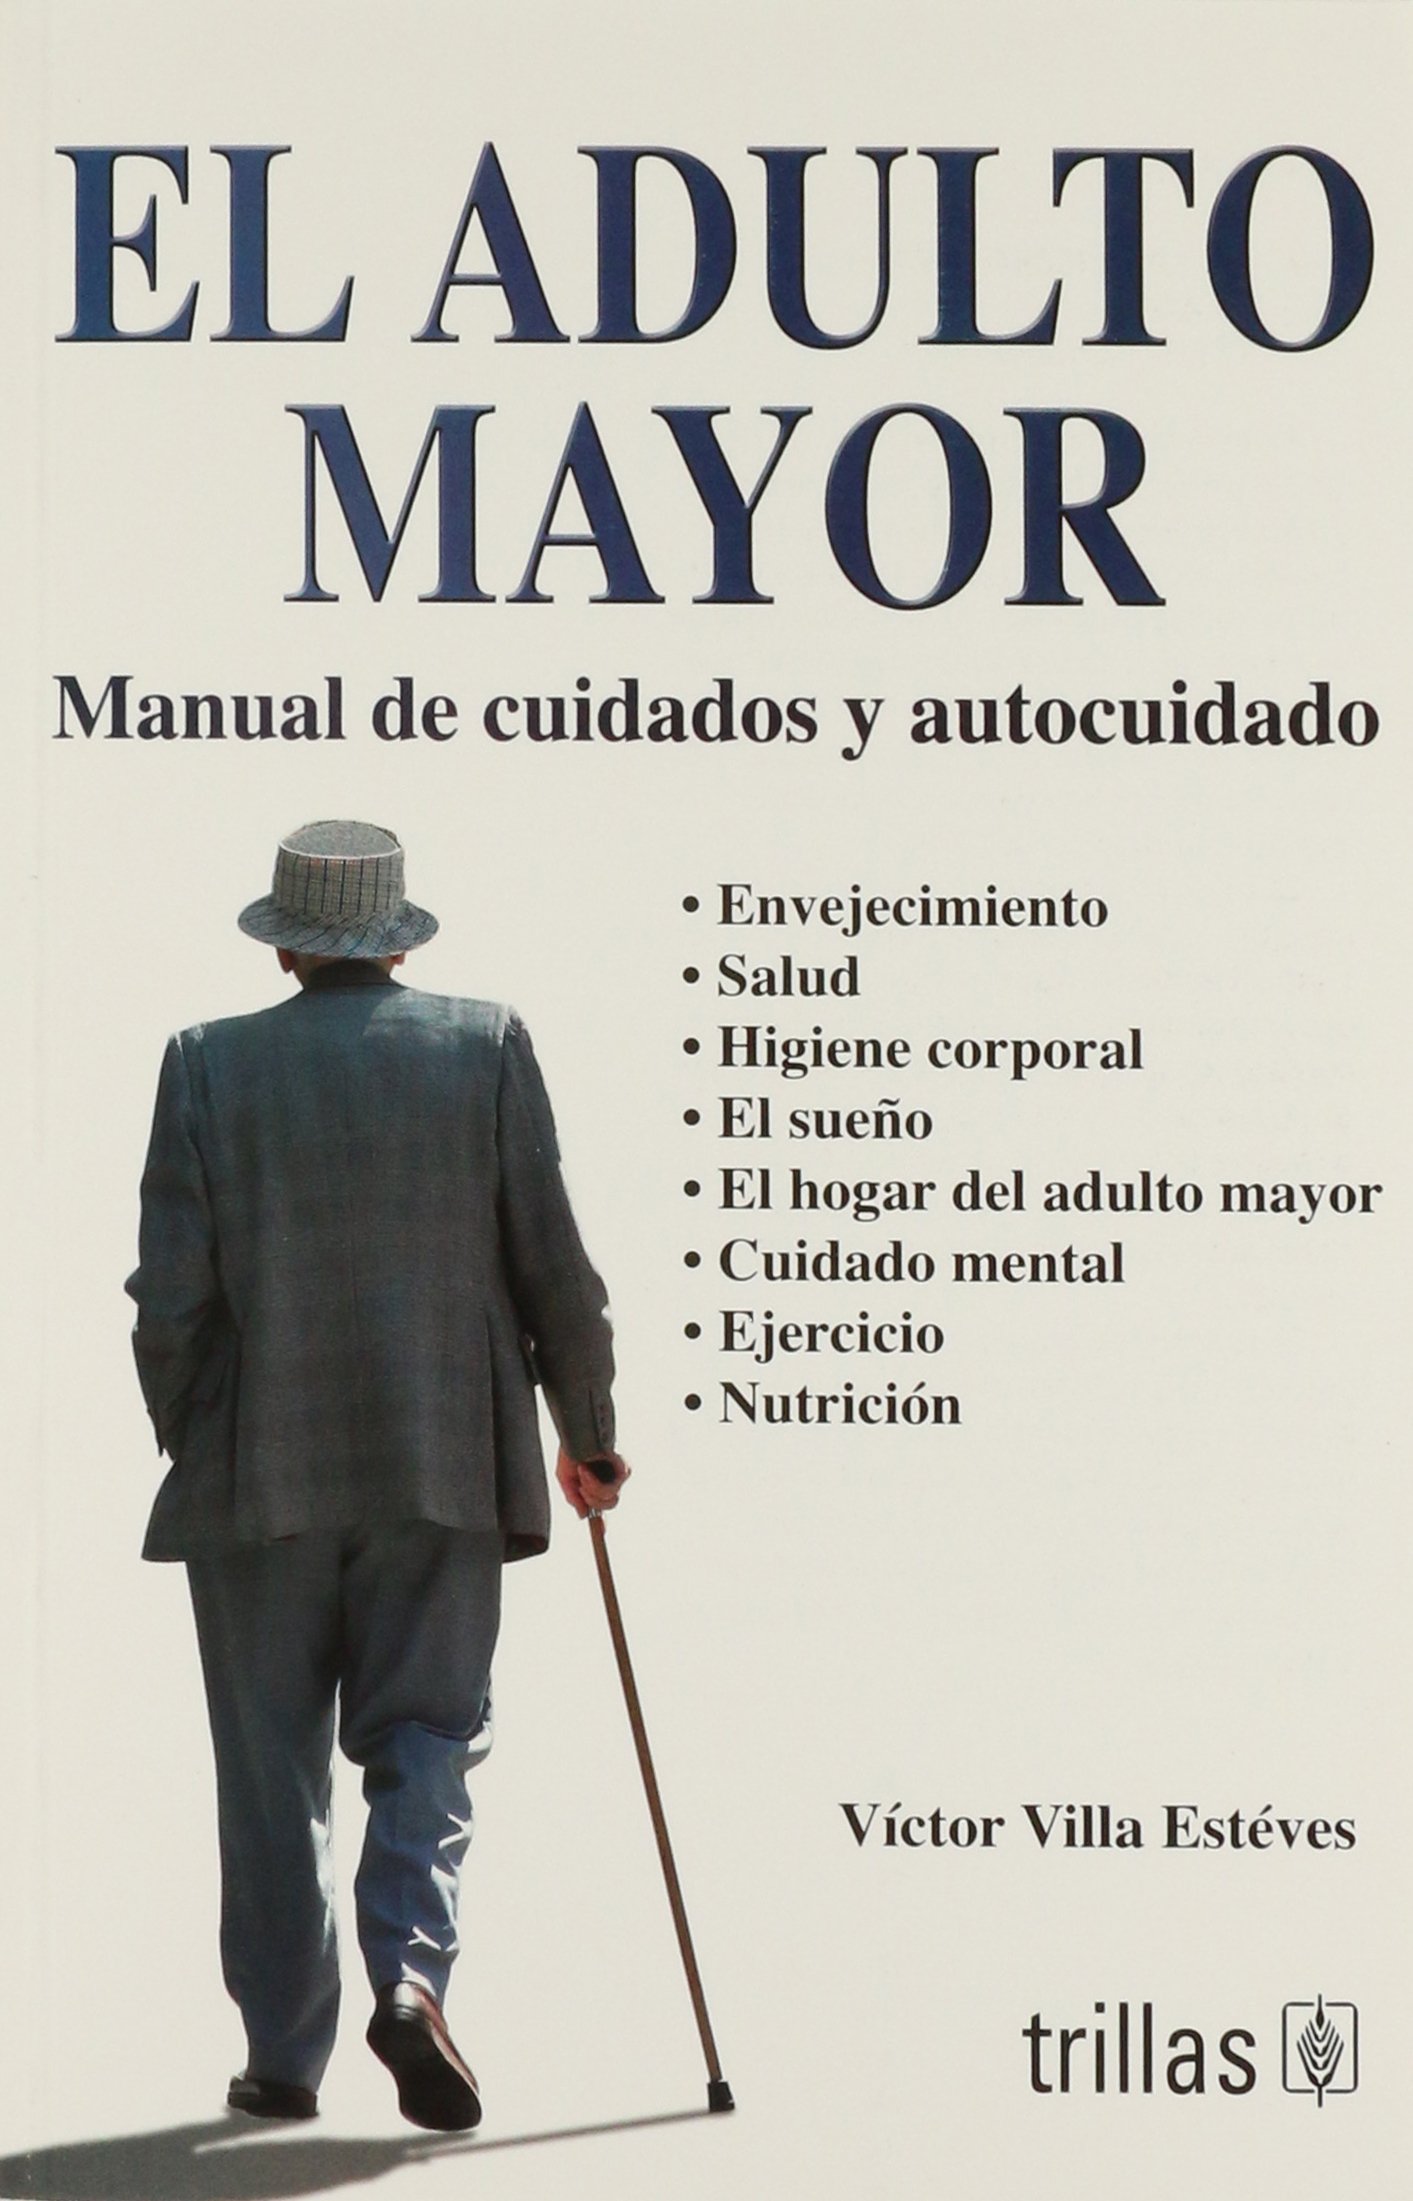 EL ADULTO
MAYOR
Manual de cuidados y autocuidado
• Envejecimiento
• Salud
• Higiene corporal
• El sueño
• El hogar del adulto mayor
• Cuidado mental
• Ejercicio
• Nutrición
Víctor Villa Estéves
trillas